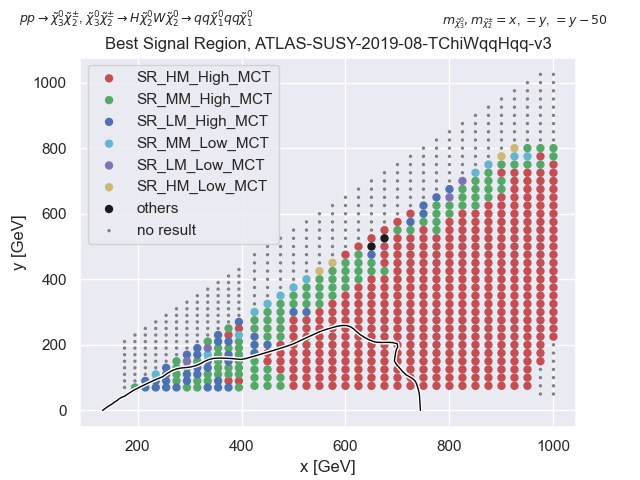 pp → χ̃₃⁰χ̃₂±, χ̃₃⁰χ̃₂± → Hχ̃₂⁰Wχ̃₂⁰ → qqχ̃₁⁰qqχ̃₁⁰ m_χ̃₃⁰, m_χ̃₂± = x, = y, = y − 50
Best Signal Region, ATLAS-SUSY-2019-08-TChiWqqHqq-v3
1000
800
600
400
200
0
y [GeV]
SR_HM_High_MCT
SR_MM_High_MCT
SR_LM_High_MCT
SR_MM_Low_MCT
SR_LM_Low_MCT
SR_HM_Low_MCT
others
no result
200 400 600 800 1000
x [GeV]